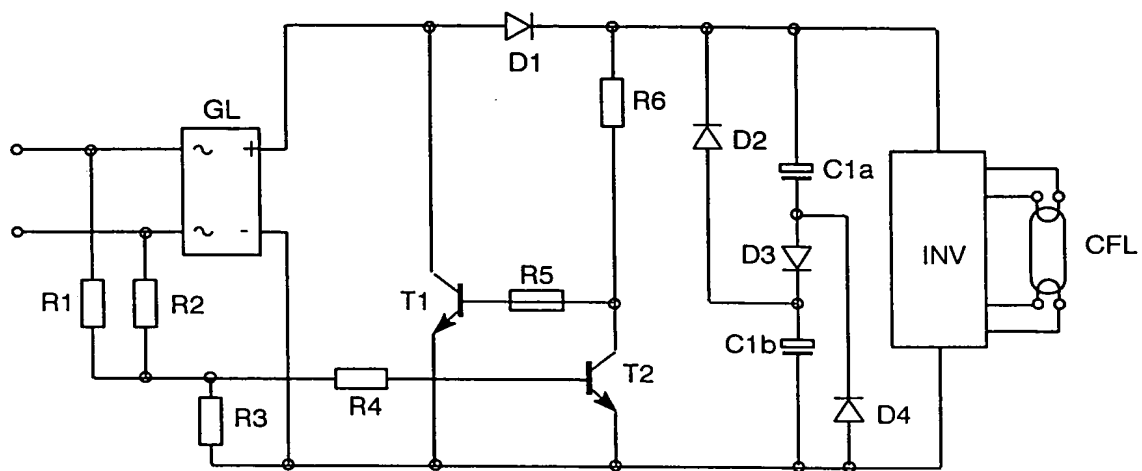 D1
R6
GL
~ +
~ -
D2
C1a
R1
R2
T1
R5
D3
INV
CFL
C1b
T2
R4
D4
R3